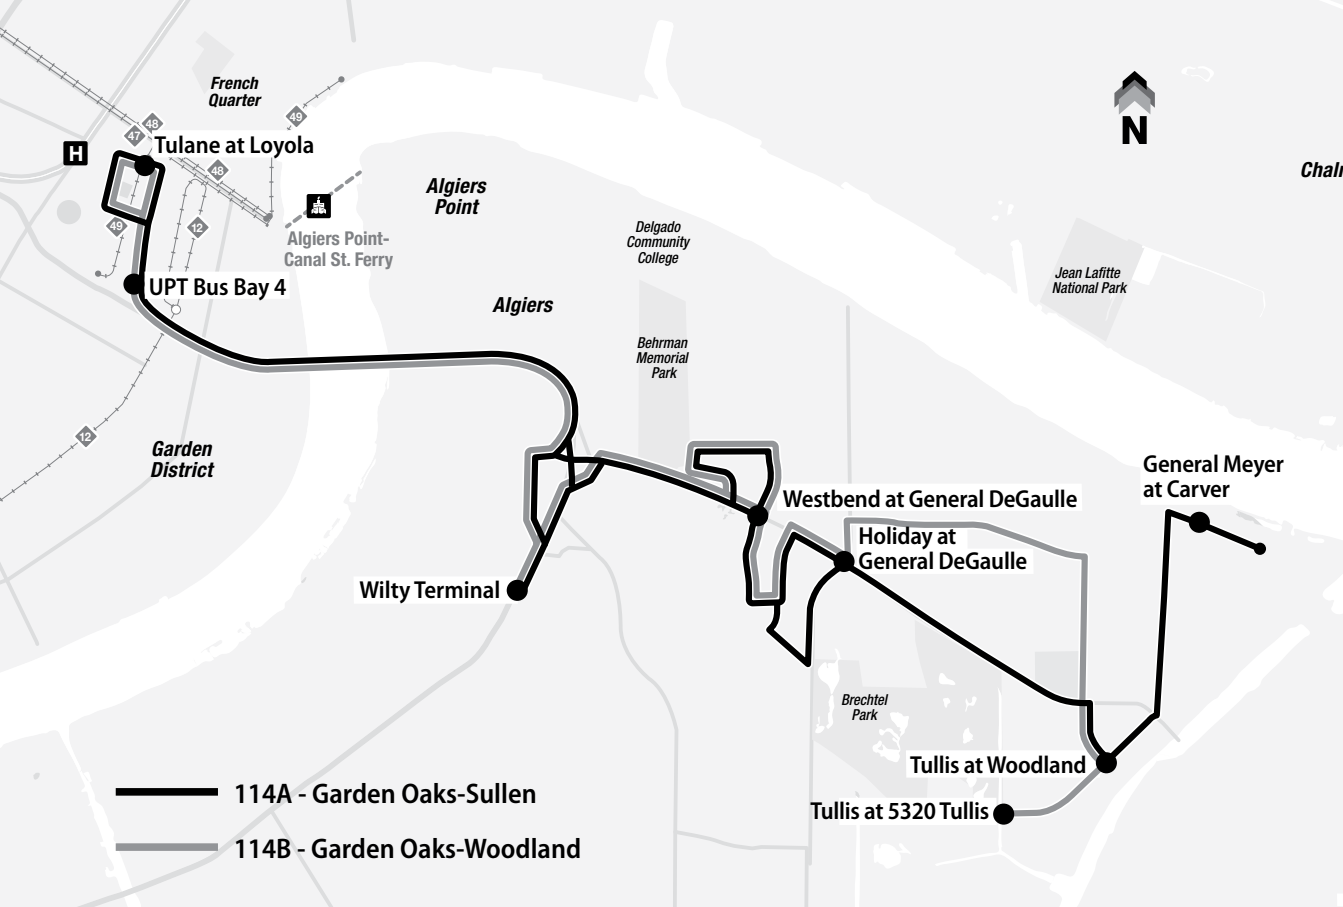 French
Quarter
49
48
47
H
Tulane at Loyola
48
N
Chalr
Algiers
Point
49
12
Algiers Point-
Canal St. Ferry
Delgado
Community
College
Jean Lafitte
National Park
UPT Bus Bay 4
Algiers
Behrman
Memorial
Park
12
Garden
District
General Meyer
at Carver
Westbend at General DeGaulle
Holiday at
General DeGaulle
Wilty Terminal
Brechtel
Park
Tullis at Woodland
Tullis at 5320 Tullis
114A - Garden Oaks-Sullen
114B - Garden Oaks-Woodland